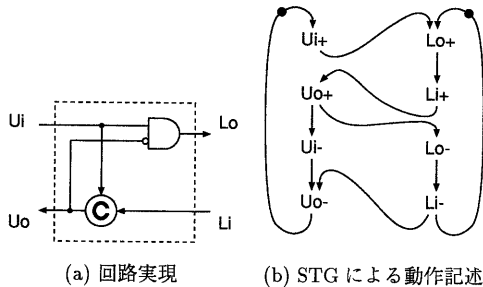 Ui
Lo
C
Uo
Li
(a) 回路実現
Ui+
Lo+
Uo+
Li+
Ui-
Lo-
Uo-
Li-
(b) STG による動作記述